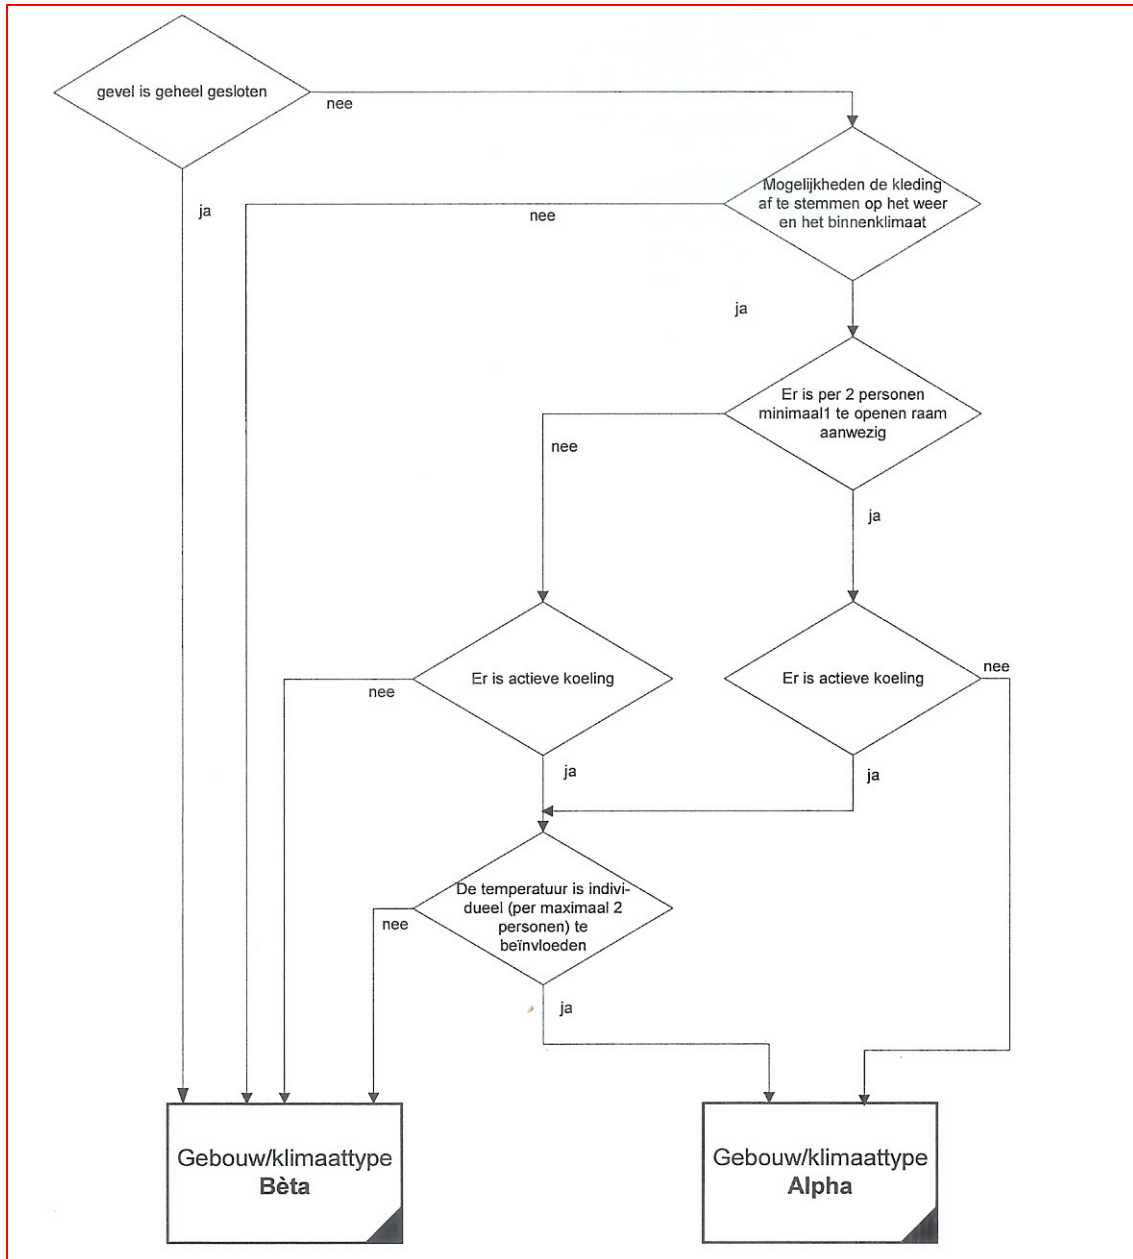 gevel is geheel gesloten
nee
ja
Mogelijkheden de kleding
af te stemmen op het weer
en het binnenklimaat
nee
ja
Er is per 2 personen
minimaal1 te openen raam
aanwezig
nee
ja
Er is actieve koeling
nee
ja
Er is actieve koeling
nee
ja
De temperatuur is indivi-
dueel (per maximaal 2
personen) te
beïnvloeden
nee
ja
Gebouw/klimaattype
Bèta
Gebouw/klimaattype
Alpha